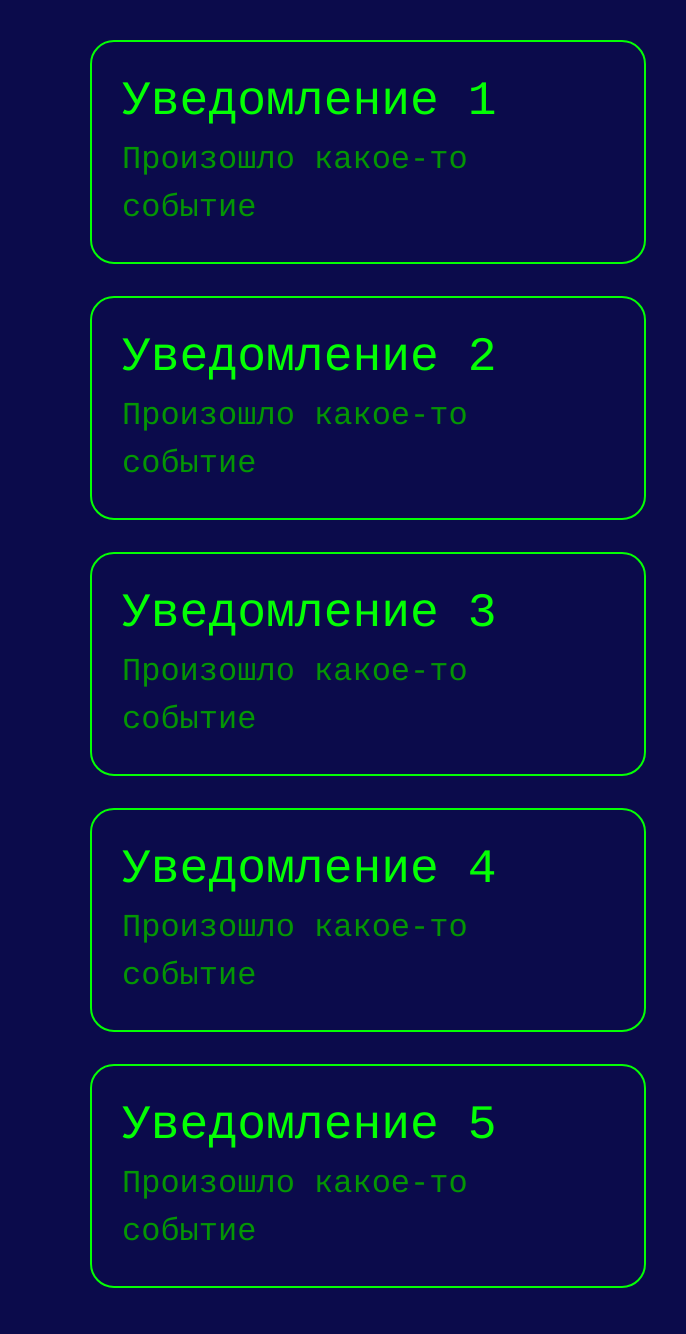 Уведомление 1
Произошло какое-то
событие
Уведомление 2
Произошло какое-то
событие
Уведомление 3
Произошло какое-то
событие
Уведомление 4
Произошло какое-то
событие
Уведомление 5
Произошло какое-то
событие